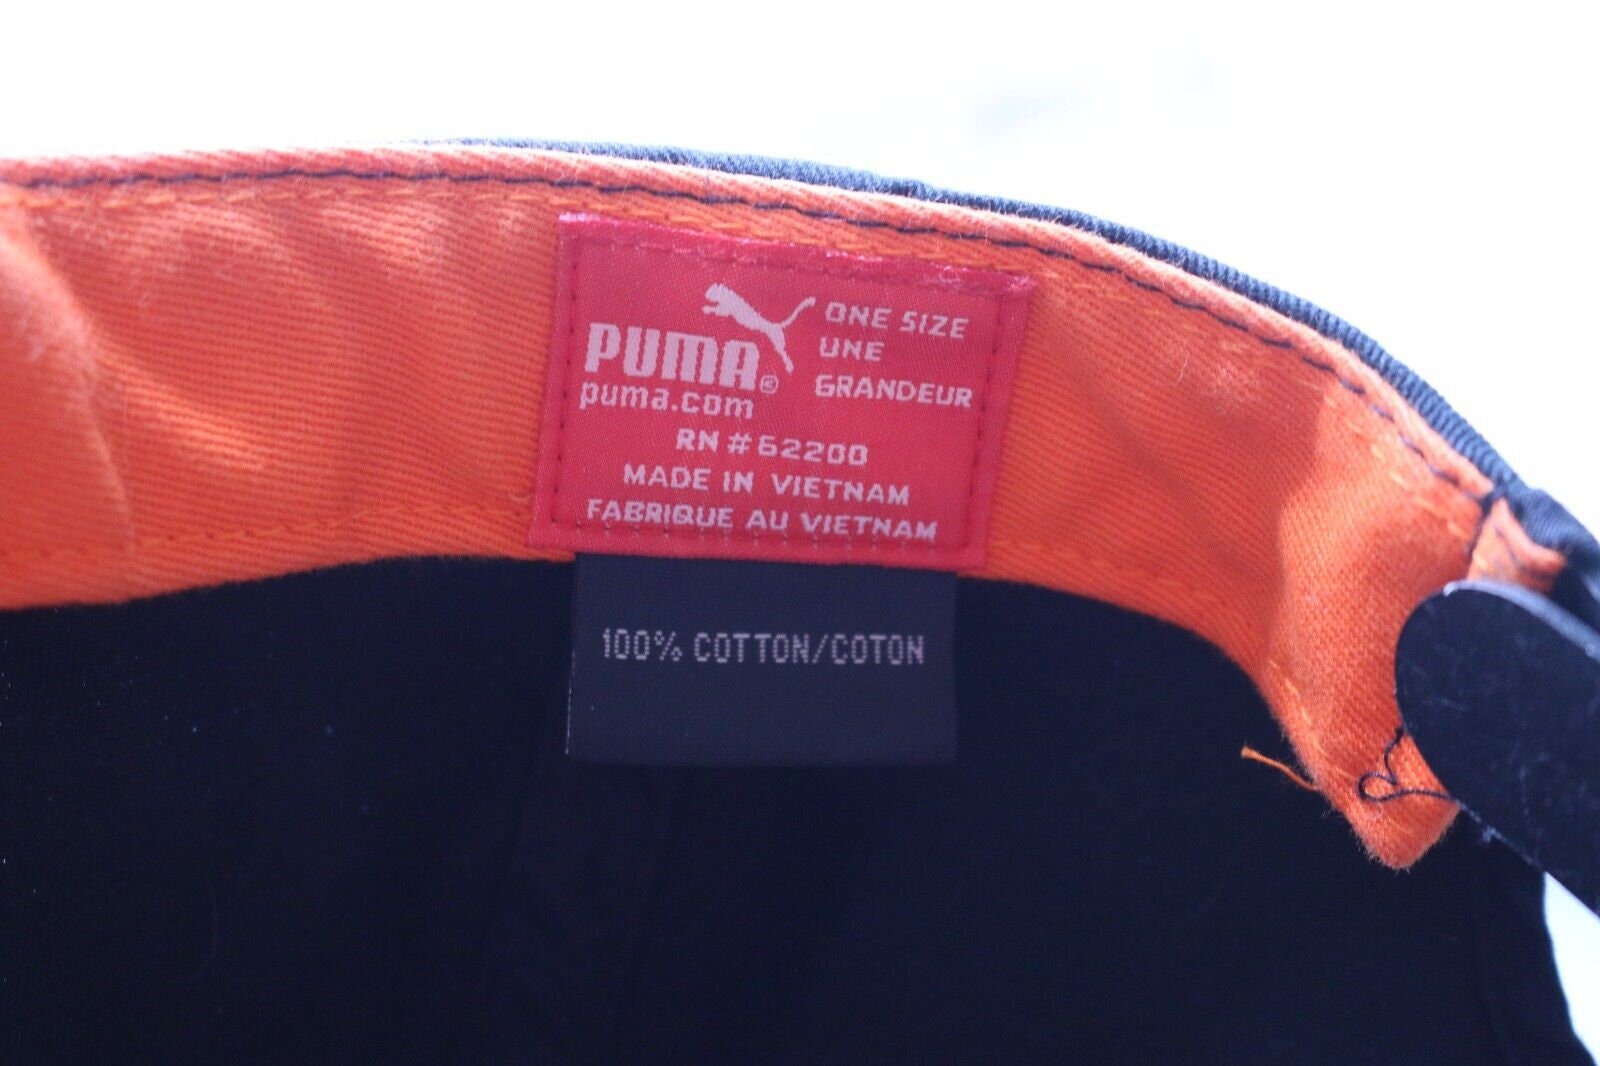 PUMA®
puma.com
ONE SIZE
UNE
GRANDEUR
RN # 62200
MADE IN VIETNAM
FABRIQUE AU VIETNAM
100% COTTON/COTON